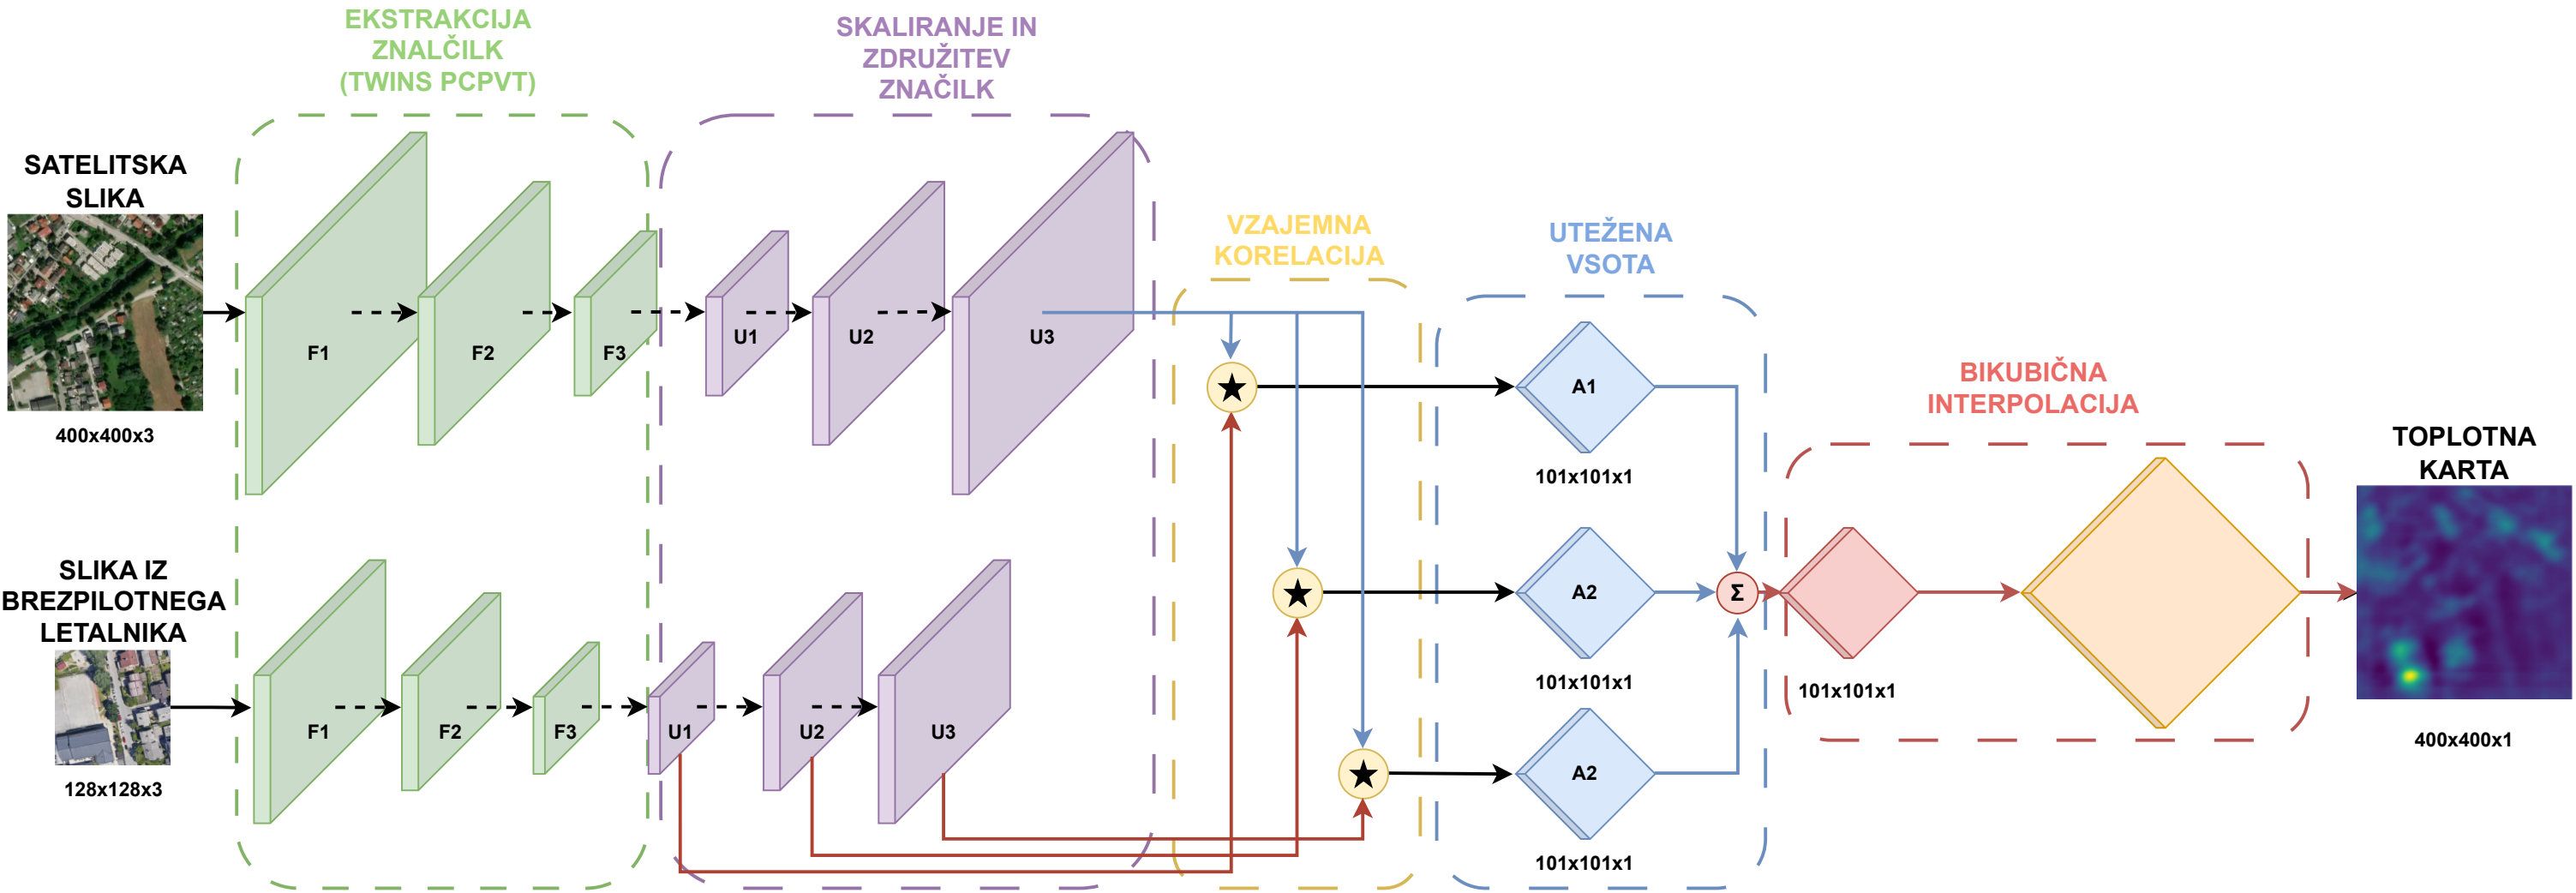 EKSTRAKCIJA
ZNALČILK
(TWINS PCPVT)
SKALIRANJE IN
ZDRUŽITEV
ZNAČILK
SATELITSKA
SLIKA
400x400x3
F1
F2
F3
U1
U2
U3
SLIKA IZ
BREZPILOTNEGA
LETALNIKA
128x128x3
F1
F2
F3
U1
U2
U3
VZAJEMNA
KORELACIJA
UTEŽENA
VSOTA
A1
101x101x1
A2
101x101x1
A2
101x101x1
Σ
BIKUBIČNA
INTERPOLACIJA
101x101x1
TOPLOTNA
KARTA
400x400x1